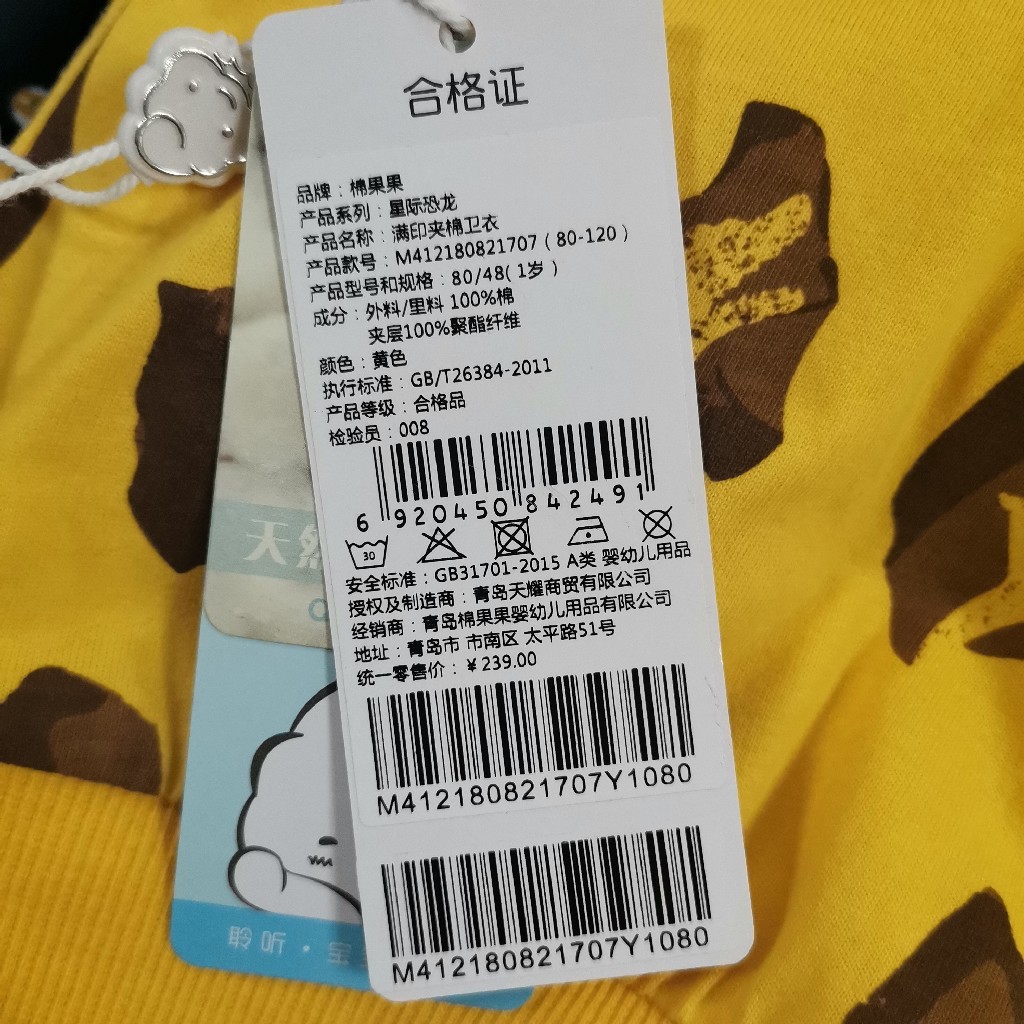 合格证
品牌：棉果果
产品系列：星际恐龙
产品名称：满印夹棉卫衣
产品款号：M412180821707（80-120）
产品型号和规格：80/48(1岁）
成分：外料/里料 100%棉
夹层100%聚酯纤维
颜色：黄色
执行标准：GB/T26384-2011
产品等级：合格品
检验员：008
6 920450 842491
30
安全标准：GB31701-2015 A类 婴幼儿用品
授权及制造商：青岛天耀商贸有限公司
经销商：青岛棉果果婴幼儿用品有限公司
地址：青岛市 市南区 太平路51号
统一零售价：￥239.00
M412180821707Y1080
M412180821707Y1080
天然
聆听·宝